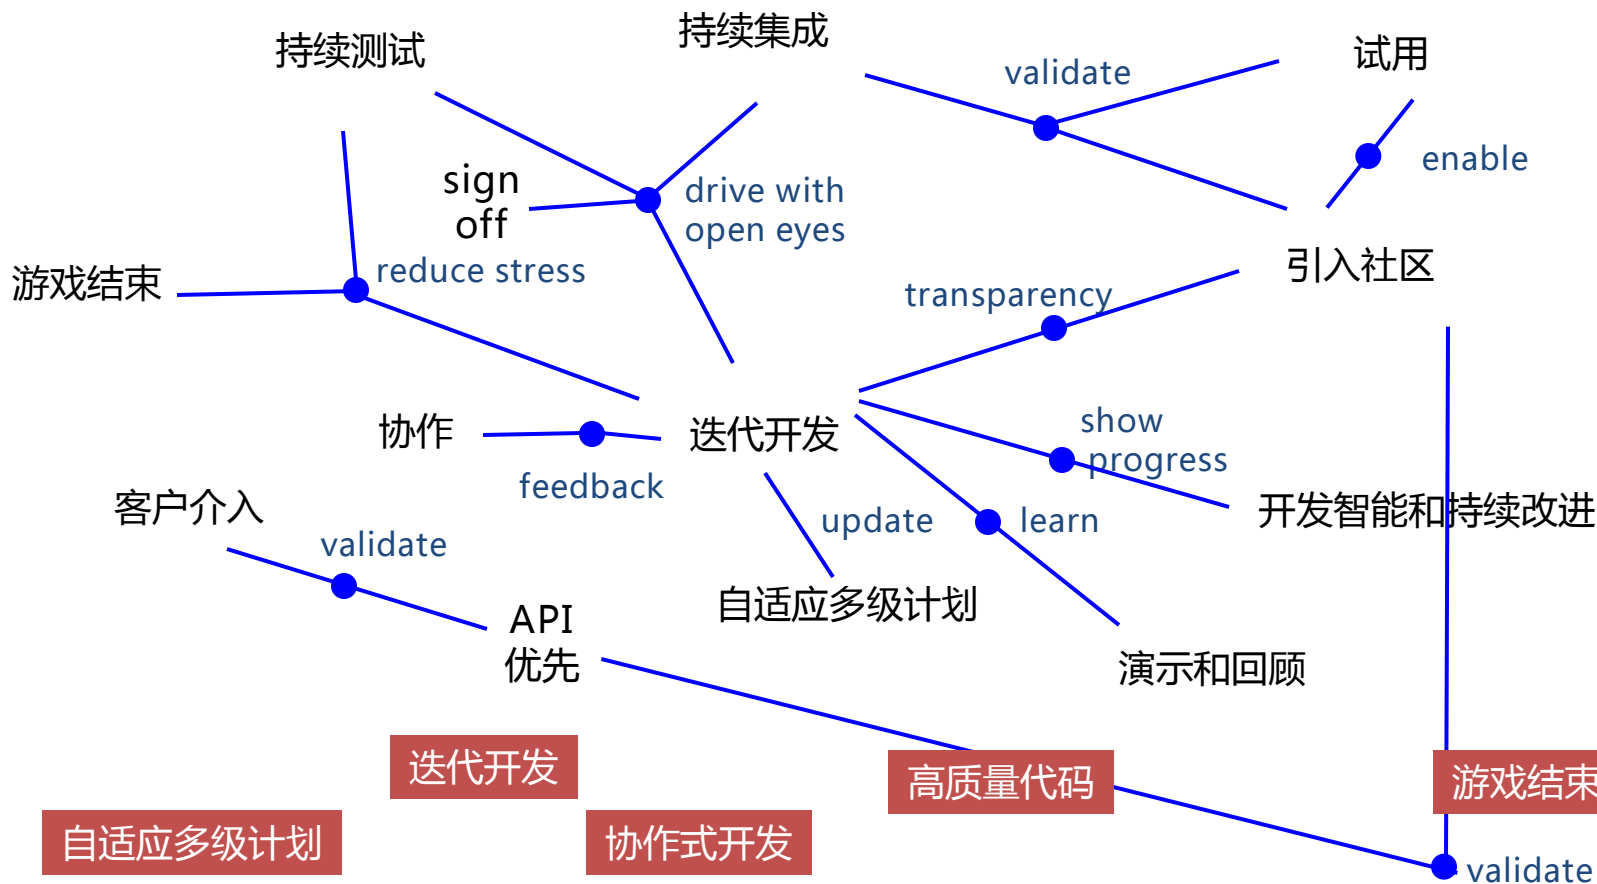 持续测试
持续集成
试用
validate
enable
sign
off
drive with
open eyes
游戏结束
reduce stress
引入社区
transparency
协作
迭代开发
show
progress
feedback
客户介入
validate
update
learn
开发智能和持续改进
API
优先
自适应多级计划
演示和回顾
迭代开发
高质量代码
游戏结束
自适应多级计划
协作式开发
validate